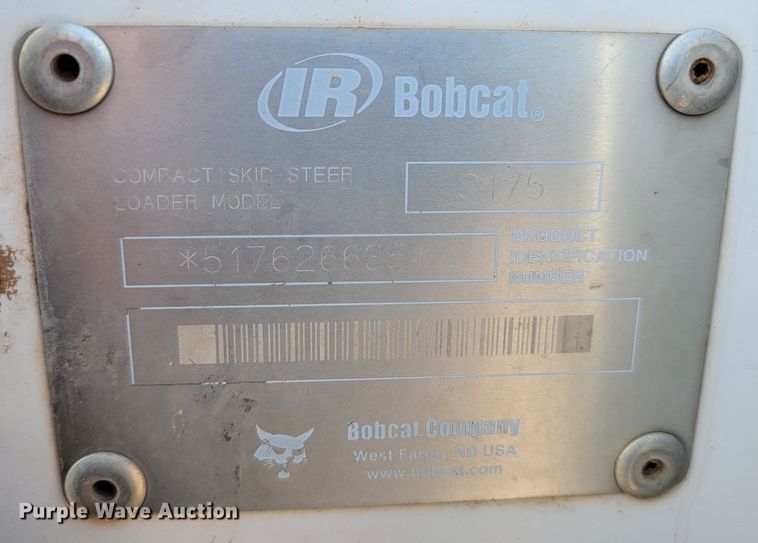 IR Bobcat®
COMPACT SKID-STEER
LOADER MODEL
S175
*517626635*
PRODUCT
IDENTIFICATION
NUMBER
Bobcat Company
West Fargo, ND USA
www.bobcat.com
Purple Wave Auction